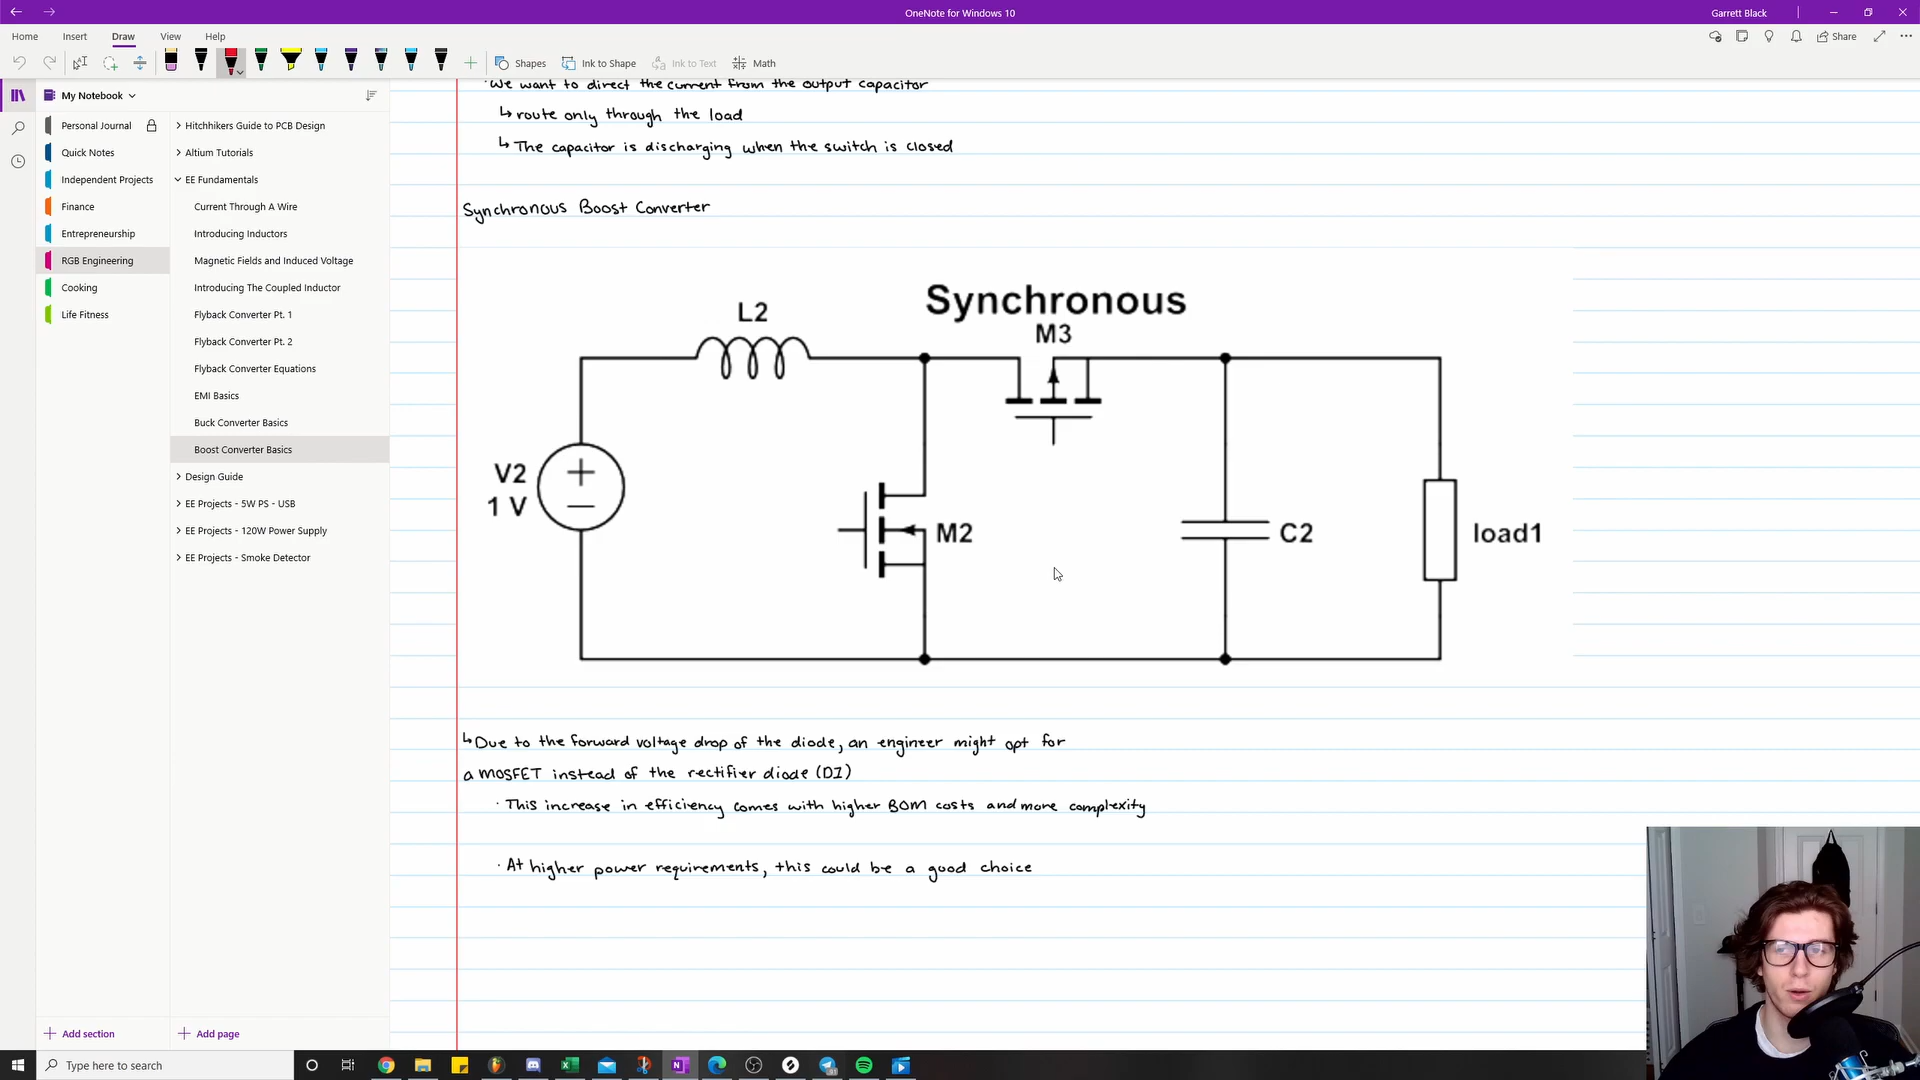 OneNote for Windows 10
Garrett Black
Home
Insert
Draw
View
Help
Share
Shapes
Ink to Shape
Ink to Text
Math
My Notebook
Personal Journal
Quick Notes
Independent Projects
Finance
Entrepreneurship
RGB Engineering
Cooking
Life Fitness
Hitchhikers Guide to PCB Design
Altium Tutorials
EE Fundamentals
Current Through A Wire
Introducing Inductors
Magnetic Fields and Induced Voltage
Introducing The Coupled Inductor
Flyback Converter Pt. 1
Flyback Converter Pt. 2
Flyback Converter Equations
EMI Basics
Buck Converter Basics
Boost Converter Basics
Design Guide
EE Projects - 5W PS - USB
EE Projects - 120W Power Supply
EE Projects - Smoke Detector
Add section
Add page
· We want to direct the current from the output capacitor
↳ route only through the load
↳ The capacitor is discharging when the switch is closed
Synchronous Boost Converter
Synchronous
L2
M3
V2
1 V
M2
C2
load1
↳ Due to the forward voltage drop of the diode, an engineer might opt for
a MOSFET instead of the rectifier diode (D1)
· This increase in efficiency comes with higher BOM costs and more complexity
· At higher power requirements, this could be a good choice
Type here to search